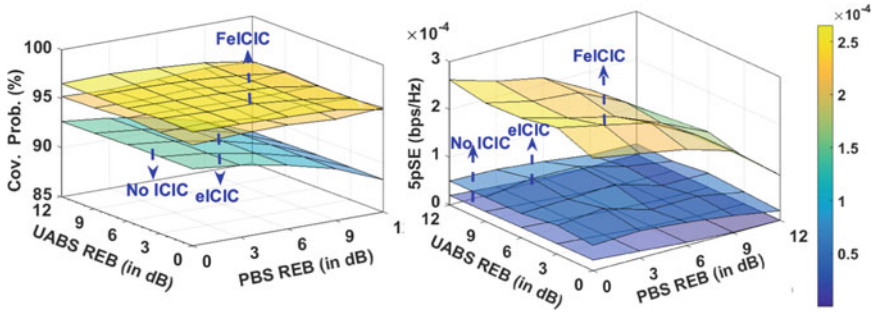 100
95
90
85
Cov. Prob. (%)
FeICIC
No ICIC
eICIC
12
9
6
3
0
UABS REB (in dB)
0
3
6
9
1
PBS REB (in dB)
×10⁻⁴
3
2
1
0
5pSE (bps/Hz)
FeICIC
No ICIC
eICIC
12
9
6
3
0
UABS REB (in dB)
0
3
6
9
12
PBS REB (in dB)
×10⁻⁴
2.5
2
1.5
1
0.5